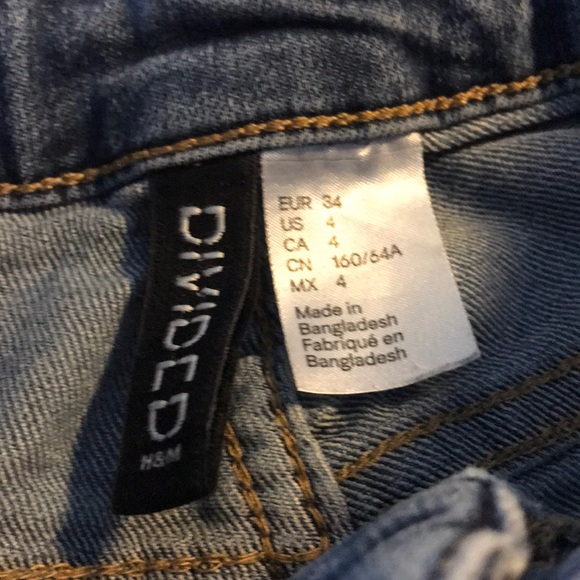 DIVIDED
H&M
EUR 34
US 4
CA 4
CN 160/64A
MX 4
Made in
Bangladesh
Fabriqué en
Bangladesh